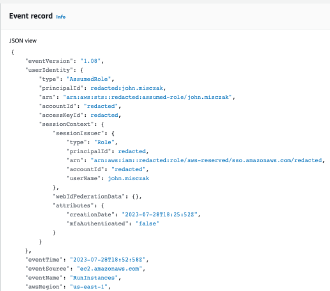 Event record Info
JSON view
{
"eventVersion": "1.08",
"userIdentity": {
"type": "AssumedRole",
"principalId": redacted:john.misczak,
"arn": "arn:aws:sts::redacted:assumed-role/john.misczak",
"accountId": "redacted",
"accessKeyId": redacted,
"sessionContext": {
"sessionIssuer": {
"type": "Role",
"principalId": redacted,
"arn": "arn:aws:iam::redacted:role/aws-reserved/sso.amazonaws.com/redacted,
"accountId": "redacted",
"userName": john.misczak
},
"webIdFederationData": {},
"attributes": {
"creationDate": "2023-07-28T18:25:52Z",
"mfaAuthenticated": "false"
}
}
},
"eventTime": "2023-07-28T18:52:58Z",
"eventSource": "ec2.amazonaws.com",
"eventName": "RunInstances",
"awsRegion": "us-east-1",